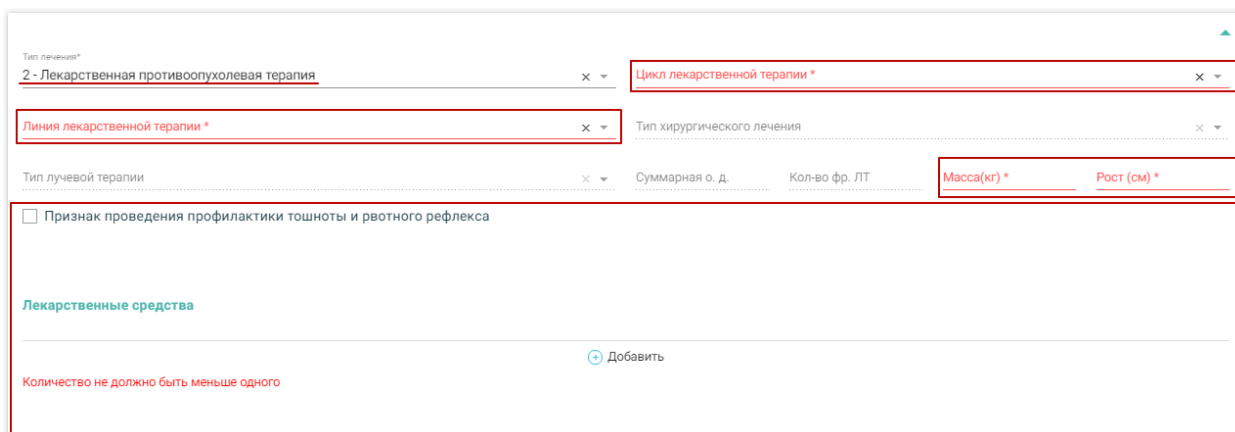 Тип лечения*
2 - Лекарственная противоопухолевая терапия
Цикл лекарственной терапии *
Линия лекарственной терапии *
Тип хирургического лечения
Тип лучевой терапии
Суммарная о. д.
Кол-во фр. ЛТ
Масса(кг) *
Рост (см) *
Признак проведения профилактики тошноты и рвотного рефлекса
Лекарственные средства
Добавить
Количество не должно быть меньше одного